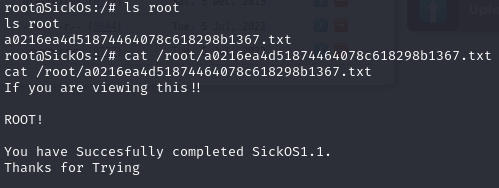 root@SickOs:/# ls root
ls root
a0216ea4d51874464078c618298b1367.txt
root@SickOs:/# cat /root/a0216ea4d51874464078c618298b1367.txt
cat /root/a0216ea4d51874464078c618298b1367.txt
If you are viewing this!!
ROOT!
You have Succesfully completed SickOS1.1.
Thanks for Trying